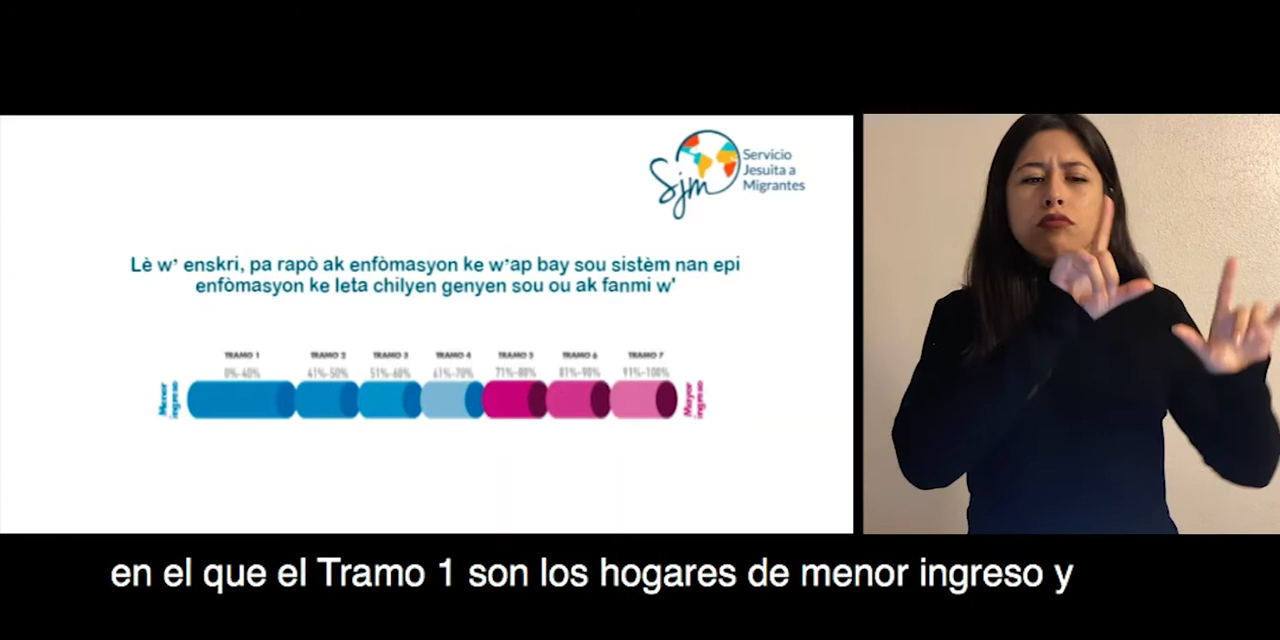 Sjm
Servicio
Jesuita a
Migrantes
Lè w' enskri, pa rapò ak enfòmasyon ke w'ap bay sou sistèm nan epi
enfòmasyon ke leta chilyen genyen sou ou ak fanmi w'
TRAMO 1 TRAMO 2 TRAMO 3 TRAMO 4 TRAMO 5 TRAMO 6 TRAMO 7
0%-40% 41%-50% 51%-60% 61%-70% 71%-80% 81%-90% 91%-100%
Menor
ingreso
Mayor
ingreso
en el que el Tramo 1 son los hogares de menor ingreso y